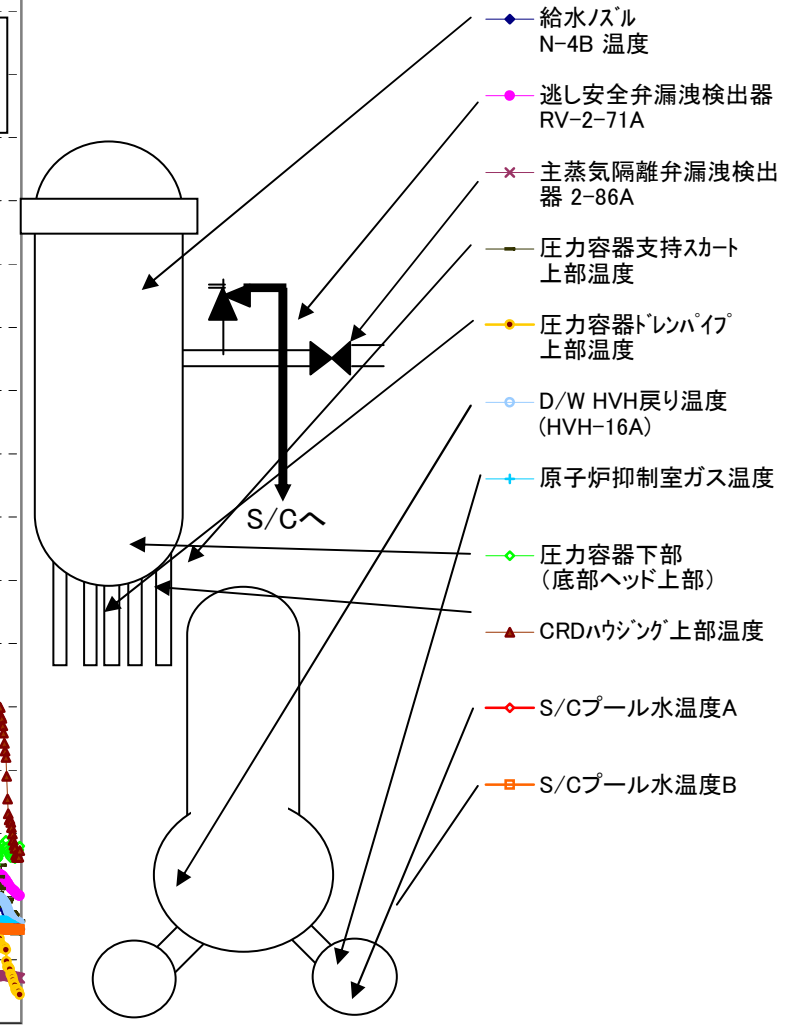 給水ﾉｽﾞﾙ
N-4B 温度
逃し安全弁漏洩検出器
RV-2-71A
主蒸気隔離弁漏洩検出
器 2-86A
圧力容器支持ｽｶｰﾄ
上部温度
圧力容器ﾄﾞﾚﾝﾊﾟｲﾌﾟ
上部温度
D/W HVH戻り温度
(HVH-16A)
原子炉抑制室ガス温度
S/Cへ
圧力容器下部
（底部ヘッド上部）
CRDﾊｳｼﾞﾝｸﾞ上部温度
S/Cプール水温度A
S/Cプール水温度B